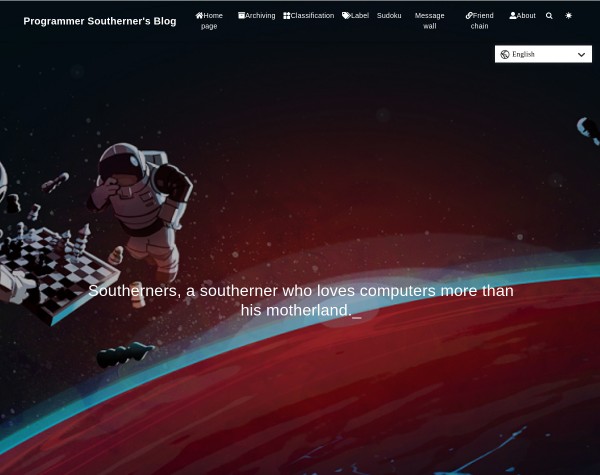 Programmer Southerner's Blog
Home page
Archiving
Classification
Label
Sudoku
Message wall
Friend chain
About
English
Southerners, a southerner who loves computers more than
his motherland._